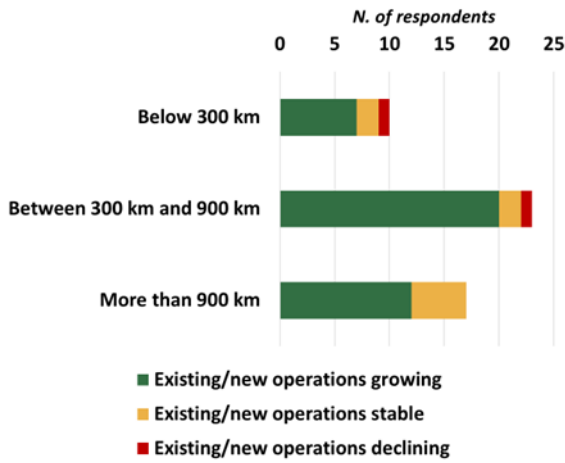 N. of respondents
0 5 10 15 20 25
Below 300 km
Between 300 km and 900 km
More than 900 km
Existing/new operations growing
Existing/new operations stable
Existing/new operations declining